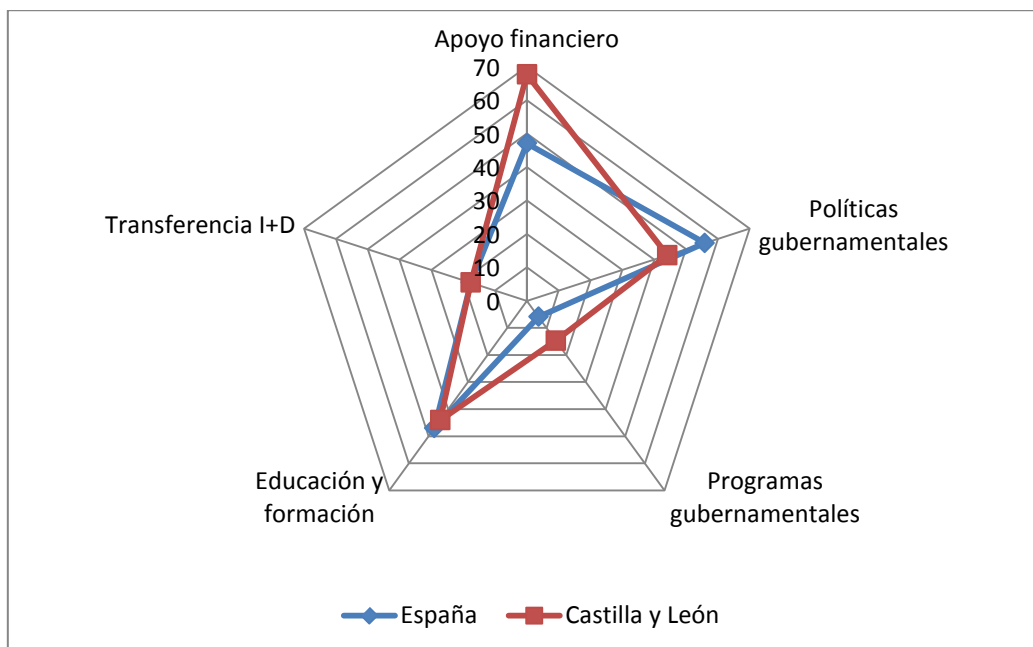 Apoyo financiero
70
60
50
40
30
20
10
0
Políticas
gubernamentales
Programas
gubernamentales
Educación y
formación
Transferencia I+D
España
Castilla y León